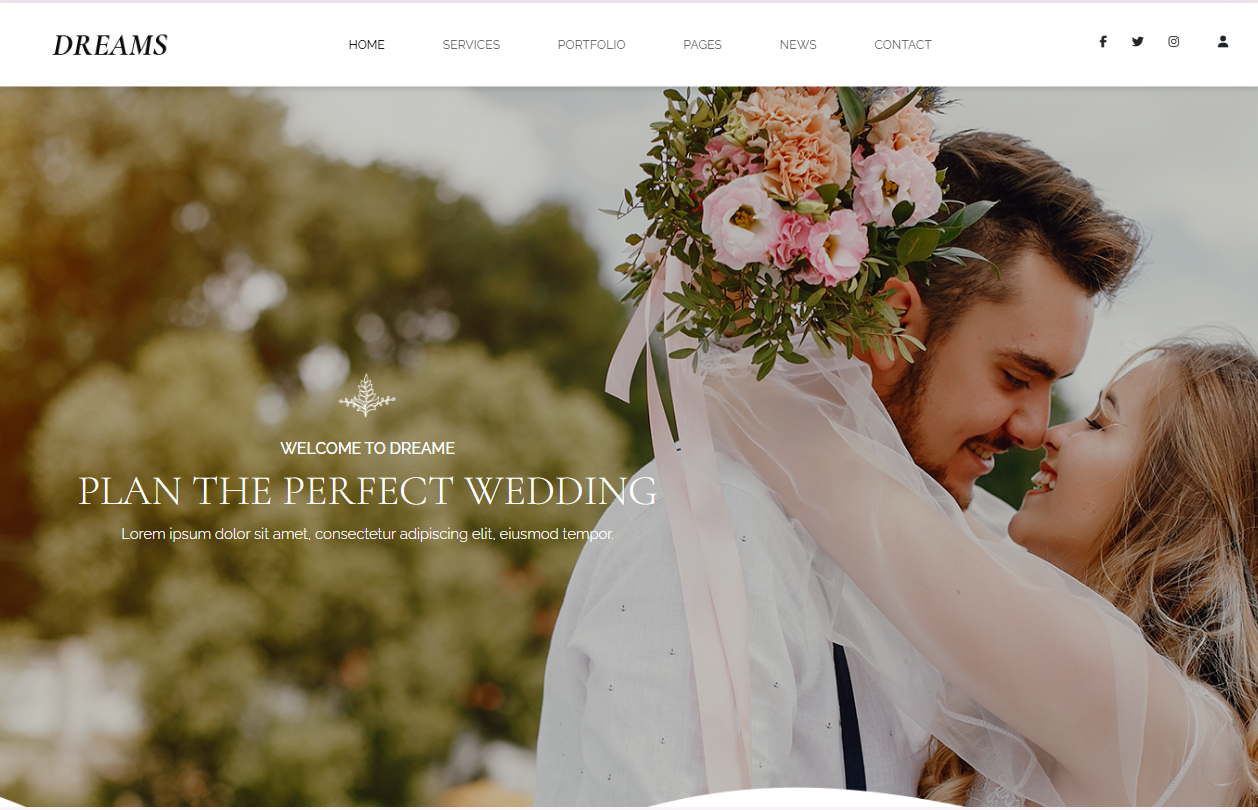 DREAMS
HOME SERVICES PORTFOLIO PAGES NEWS CONTACT
WELCOME TO DREAME
PLAN THE PERFECT WEDDING
Lorem ipsum dolor sit amet, consectetur adipiscing elit, eiusmod tempor.